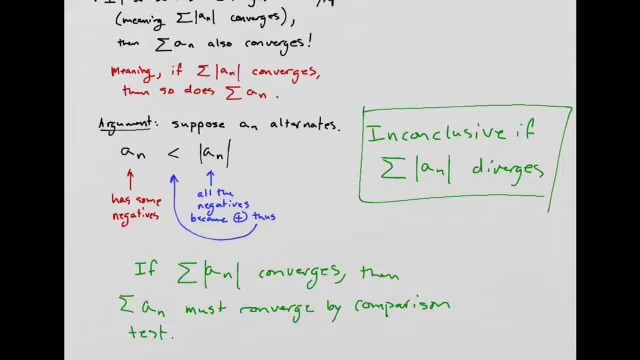 (meaning Σ|an| converges),
then Σ an also converges!
Meaning, if Σ|an| converges,
then so does Σ an.
Argument: suppose an alternates.
an < |an|
has some
negatives
all the
negatives
became ⊕ thus
Inconclusive if
Σ |an| diverges
If Σ|an| converges, then
Σ an must converge by comparison
test.